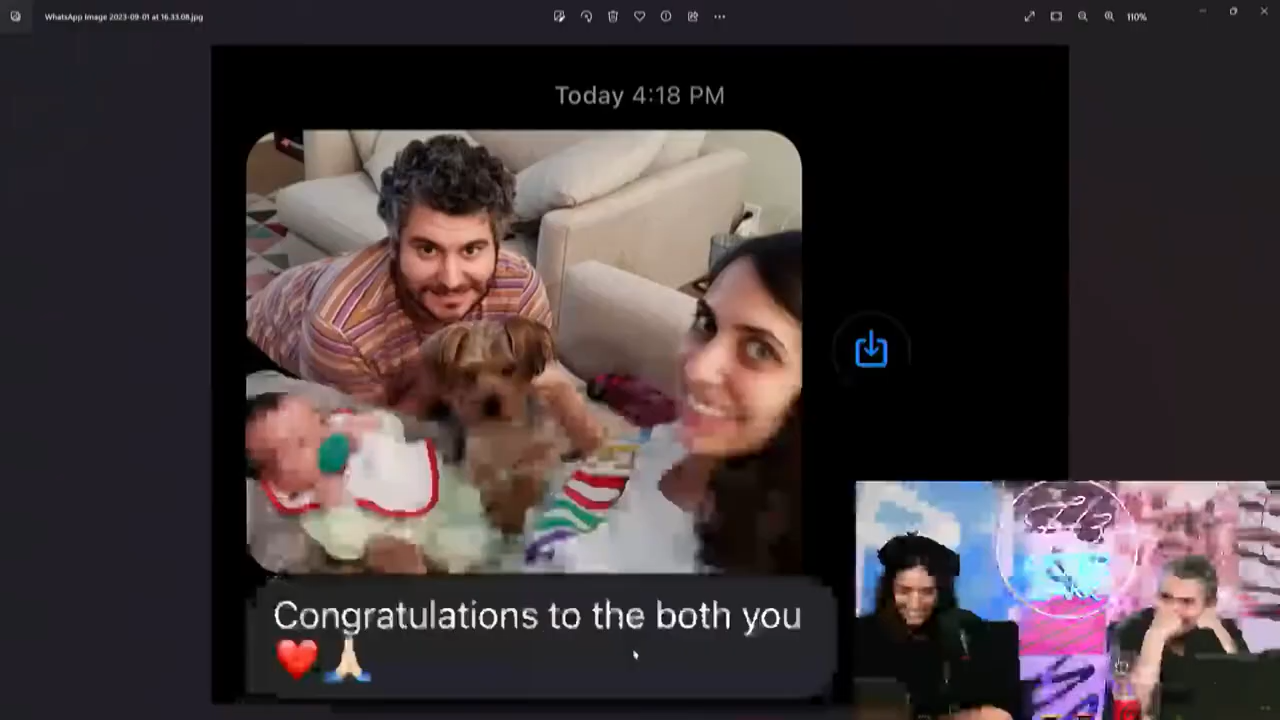 WhatsApp Image 2023-09-01 at 16.33.08.jpg
110%
Today 4:18 PM
Congratulations to the both you
❤️🙏🏻